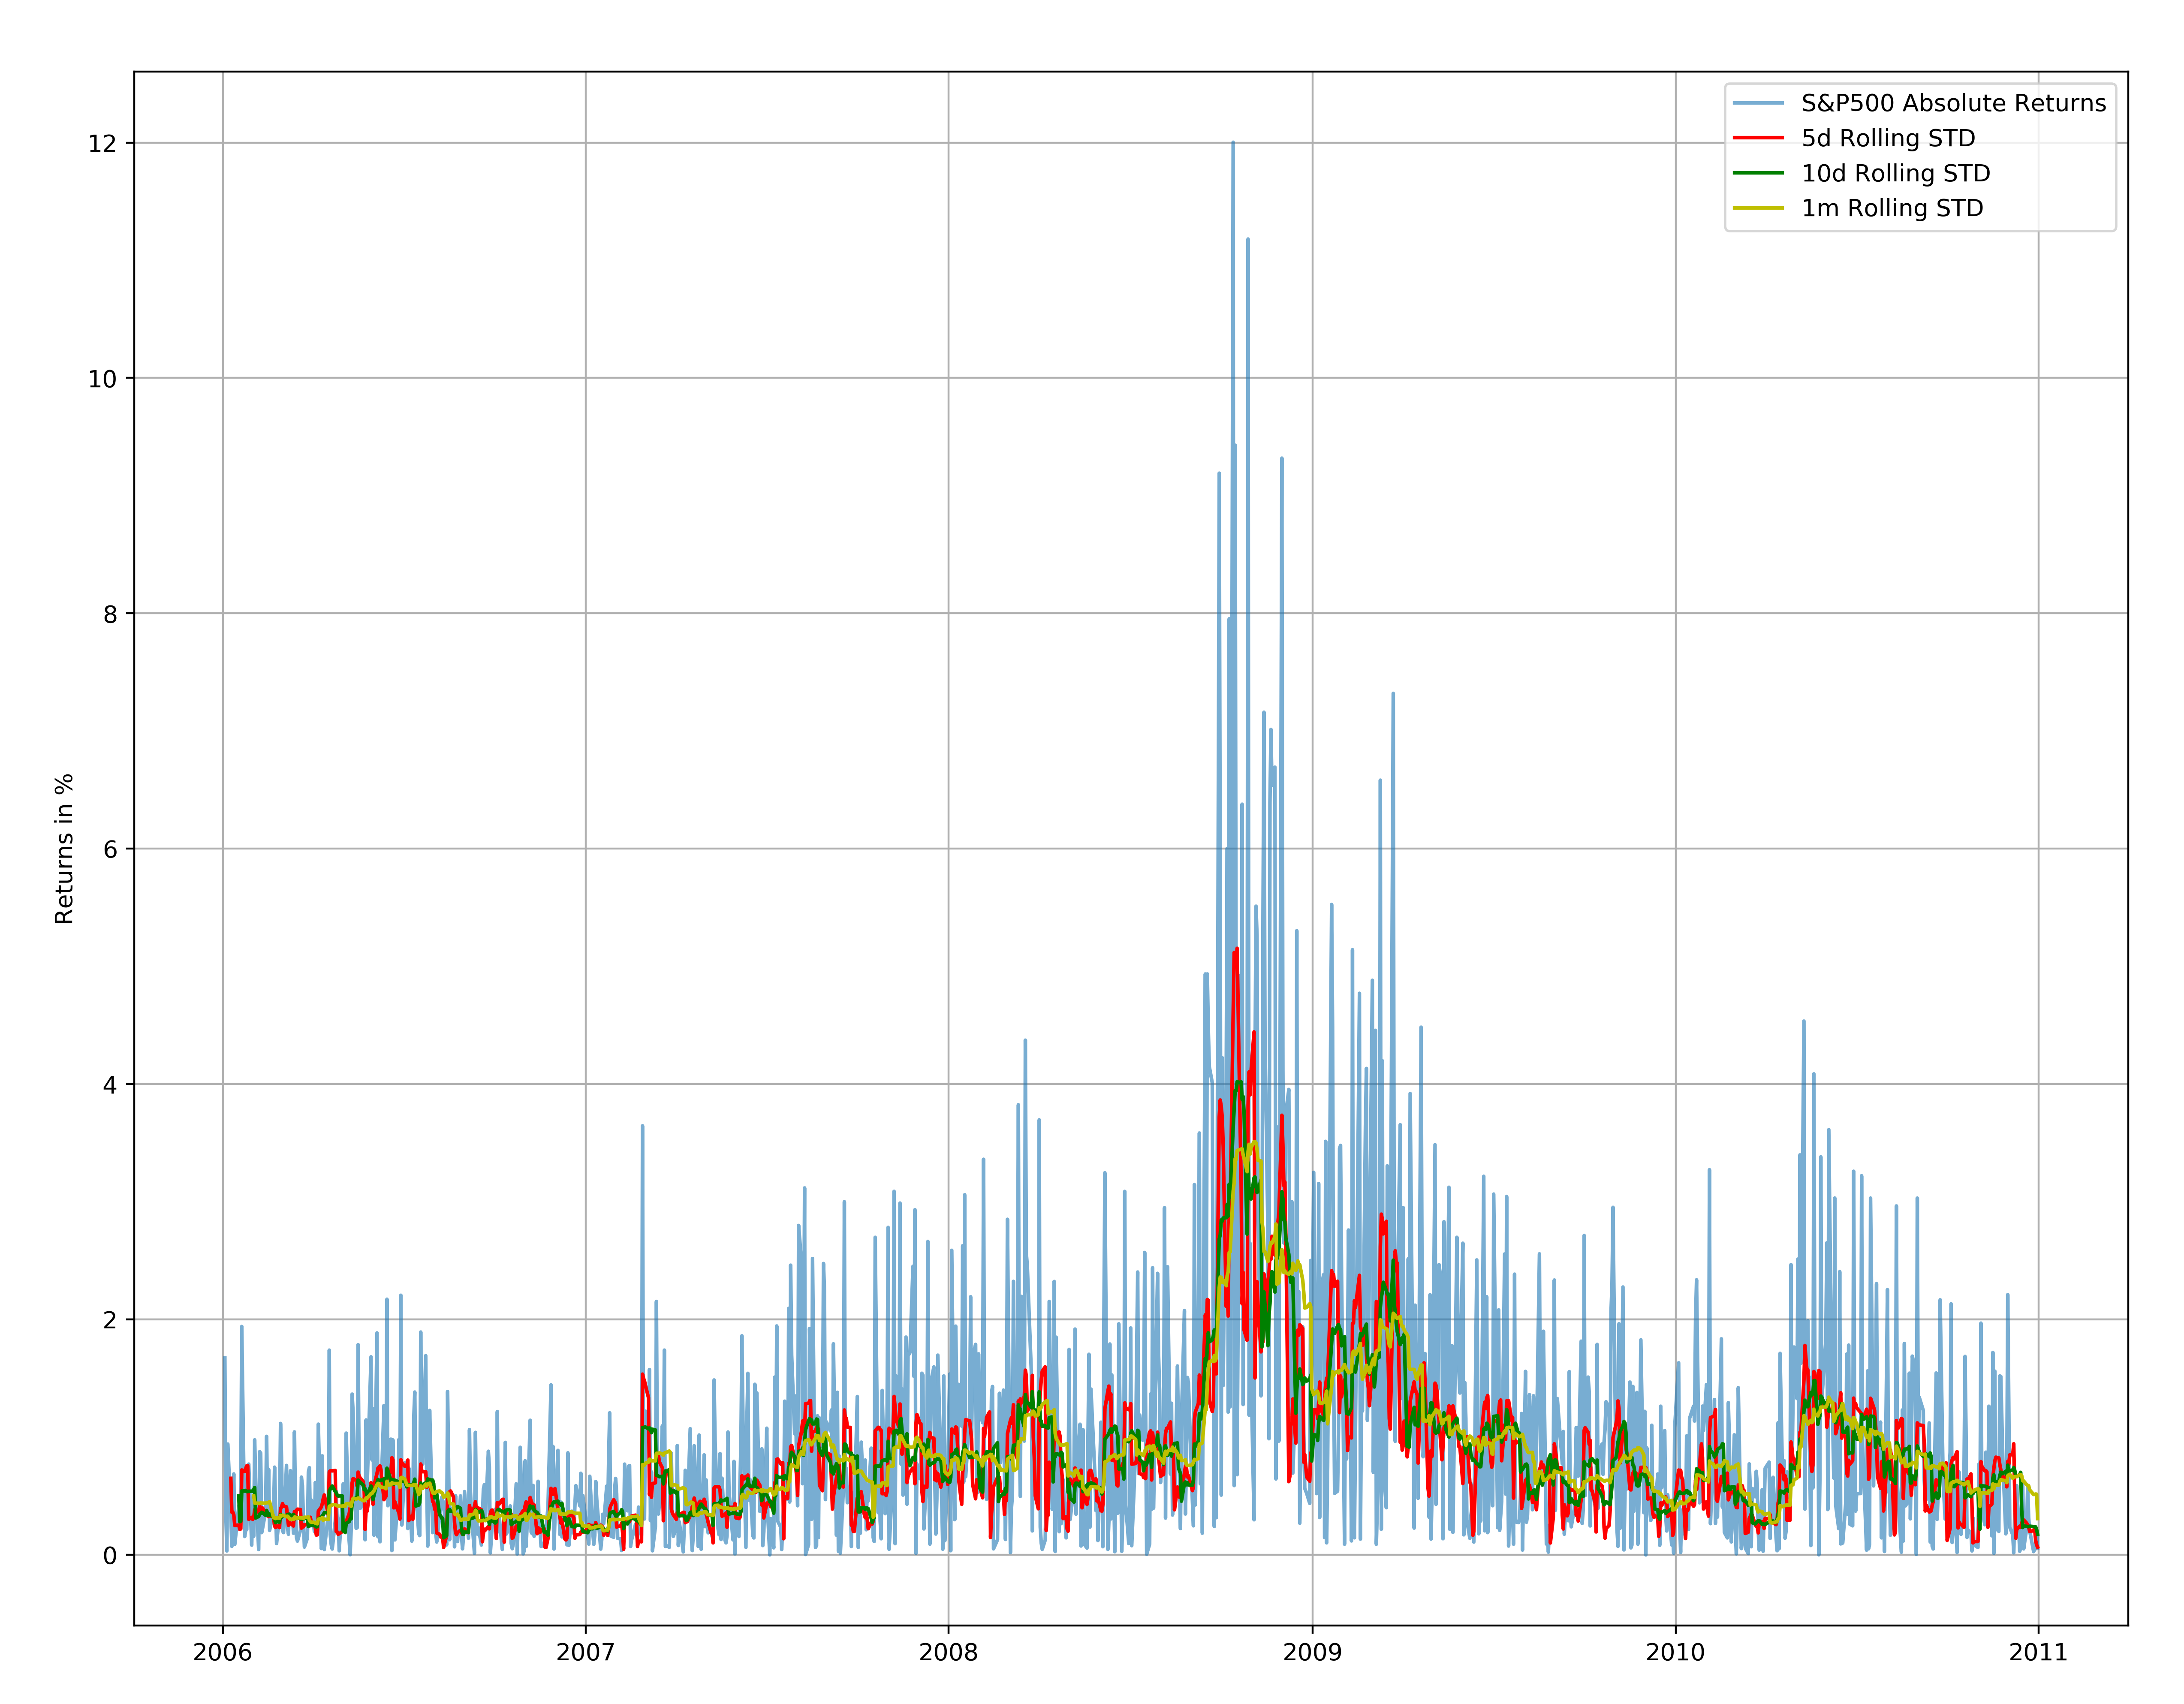 S&P500 Absolute Returns
5d Rolling STD
10d Rolling STD
1m Rolling STD
Returns in %
12
10
8
6
4
2
0
2006 2007 2008 2009 2010 2011